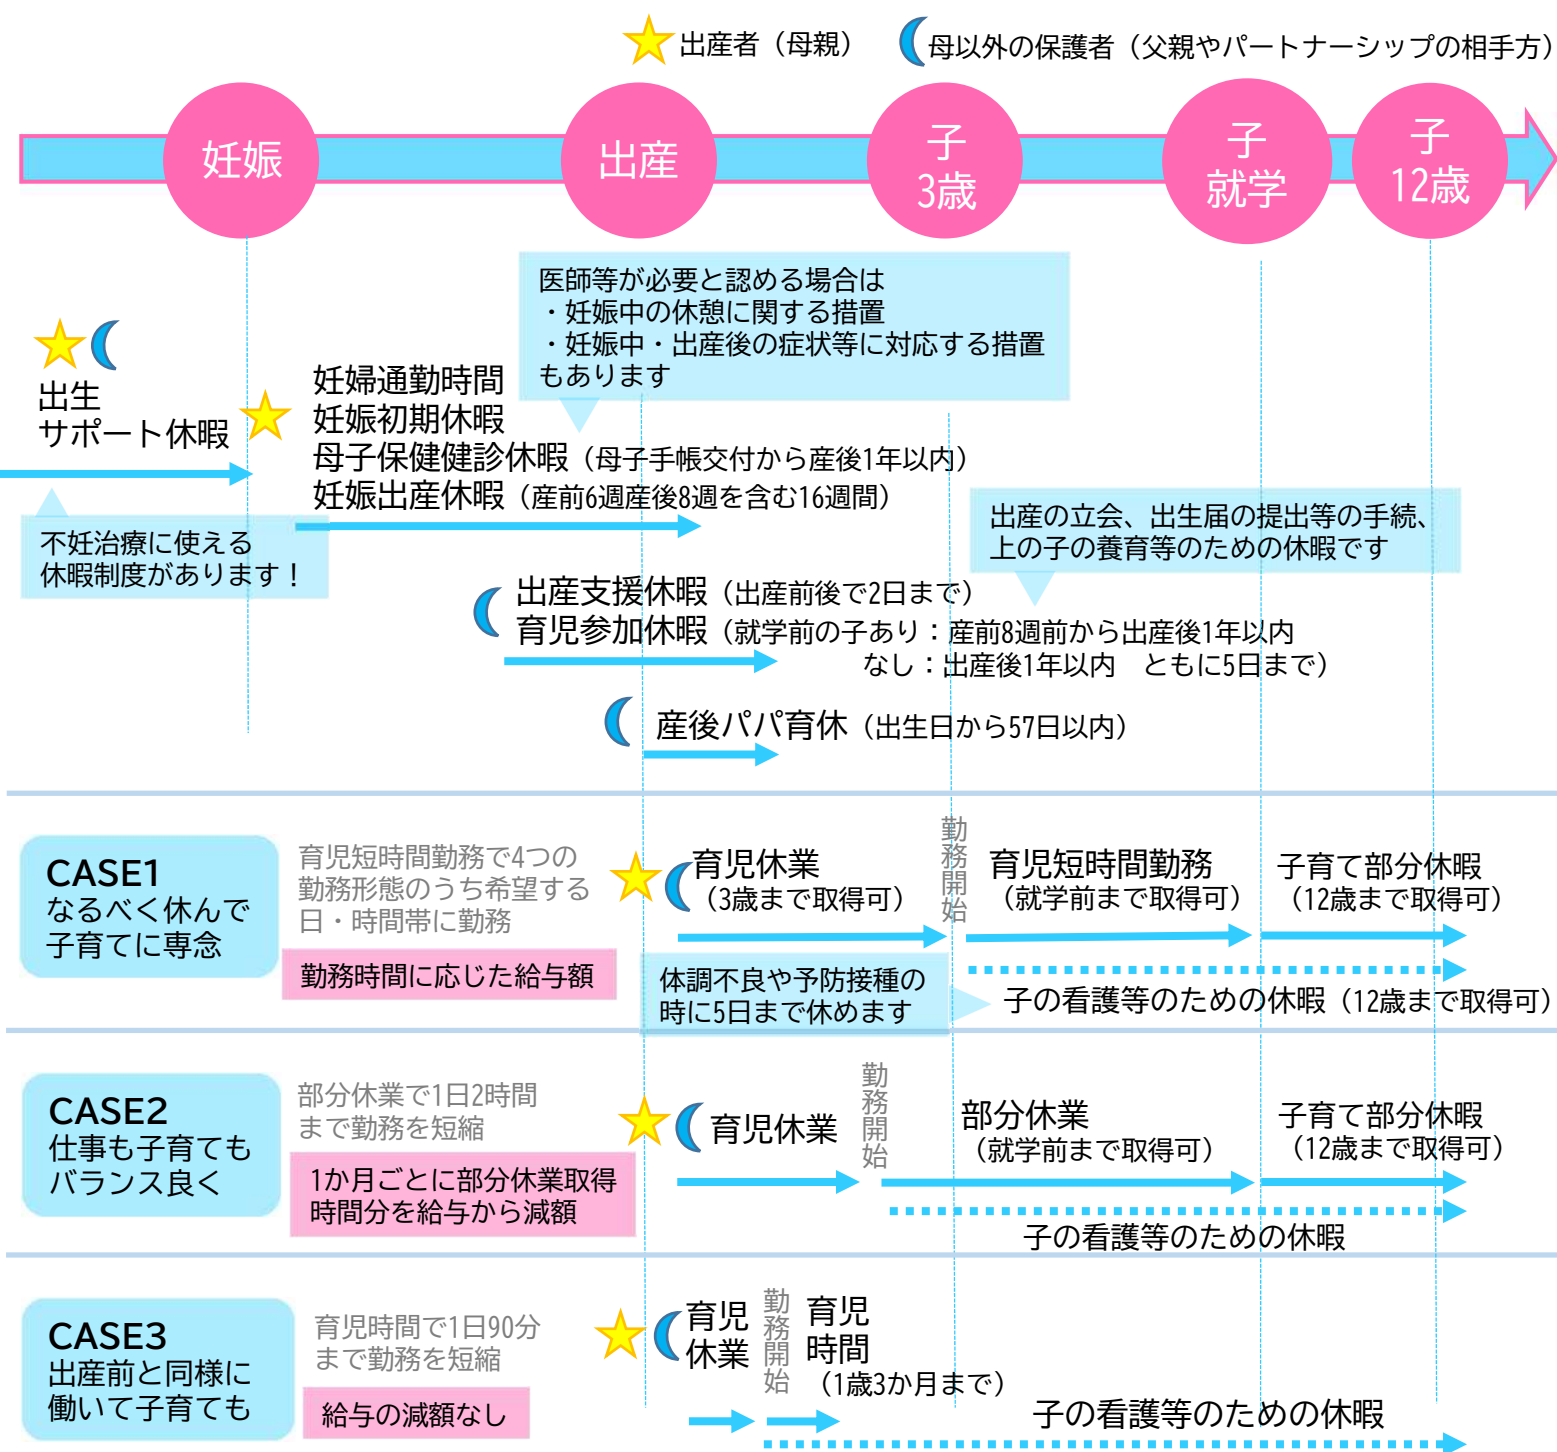 出産者（母親）
母以外の保護者（父親やパートナーシップの相手方）
妊娠
出産
子
3歳
子
就学
子
12歳
医師等が必要と認める場合は
・妊娠中の休憩に関する措置
・妊娠中・出産後の症状等に対応する措置
もあります
出生
サポート休暇
妊婦通勤時間
妊娠初期休暇
母子保健健診休暇（母子手帳交付から産後1年以内）
妊娠出産休暇（産前6週産後8週を含む16週間）
不妊治療に使える
休暇制度があります！
出産の立会、出生届の提出等の手続、
上の子の養育等のための休暇です
出産支援休暇（出産前後で2日まで）
育児参加休暇（就学前の子あり：産前8週前から出産後1年以内
なし：出産後1年以内　ともに5日まで）
産後パパ育休（出生日から57日以内）
CASE1
なるべく休んで
子育てに専念
育児短時間勤務で4つの
勤務形態のうち希望する
日・時間帯に勤務
勤務時間に応じた給与額
育児休業
（3歳まで取得可）
勤務開始
育児短時間勤務
（就学前まで取得可）
子育て部分休暇
（12歳まで取得可）
体調不良や予防接種の
時に5日まで休めます
子の看護等のための休暇（12歳まで取得可）
CASE2
仕事も子育ても
バランス良く
部分休業で1日2時間
まで勤務を短縮
1か月ごとに部分休業取得
時間分を給与から減額
育児休業
勤務開始
部分休業
（就学前まで取得可）
子育て部分休暇
（12歳まで取得可）
子の看護等のための休暇
CASE3
出産前と同様に
働いて子育ても
育児時間で1日90分
まで勤務を短縮
給与の減額なし
育児
休業
勤務開始
育児
時間
（1歳3か月まで）
子の看護等のための休暇